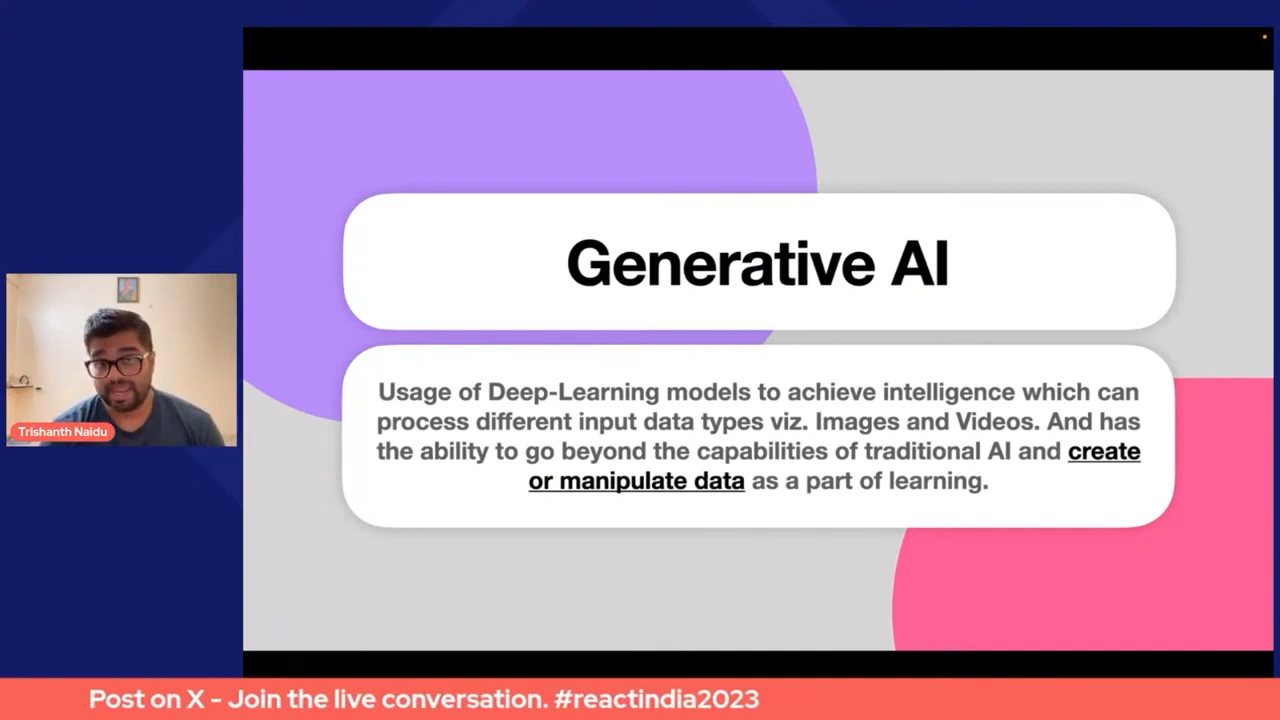 Generative AI
Usage of Deep-Learning models to achieve intelligence which can
process different input data types viz. Images and Videos. And has
the ability to go beyond the capabilities of traditional AI and create
or manipulate data as a part of learning.
Trishanth Naidu
Post on X - Join the live conversation. #reactindia2023